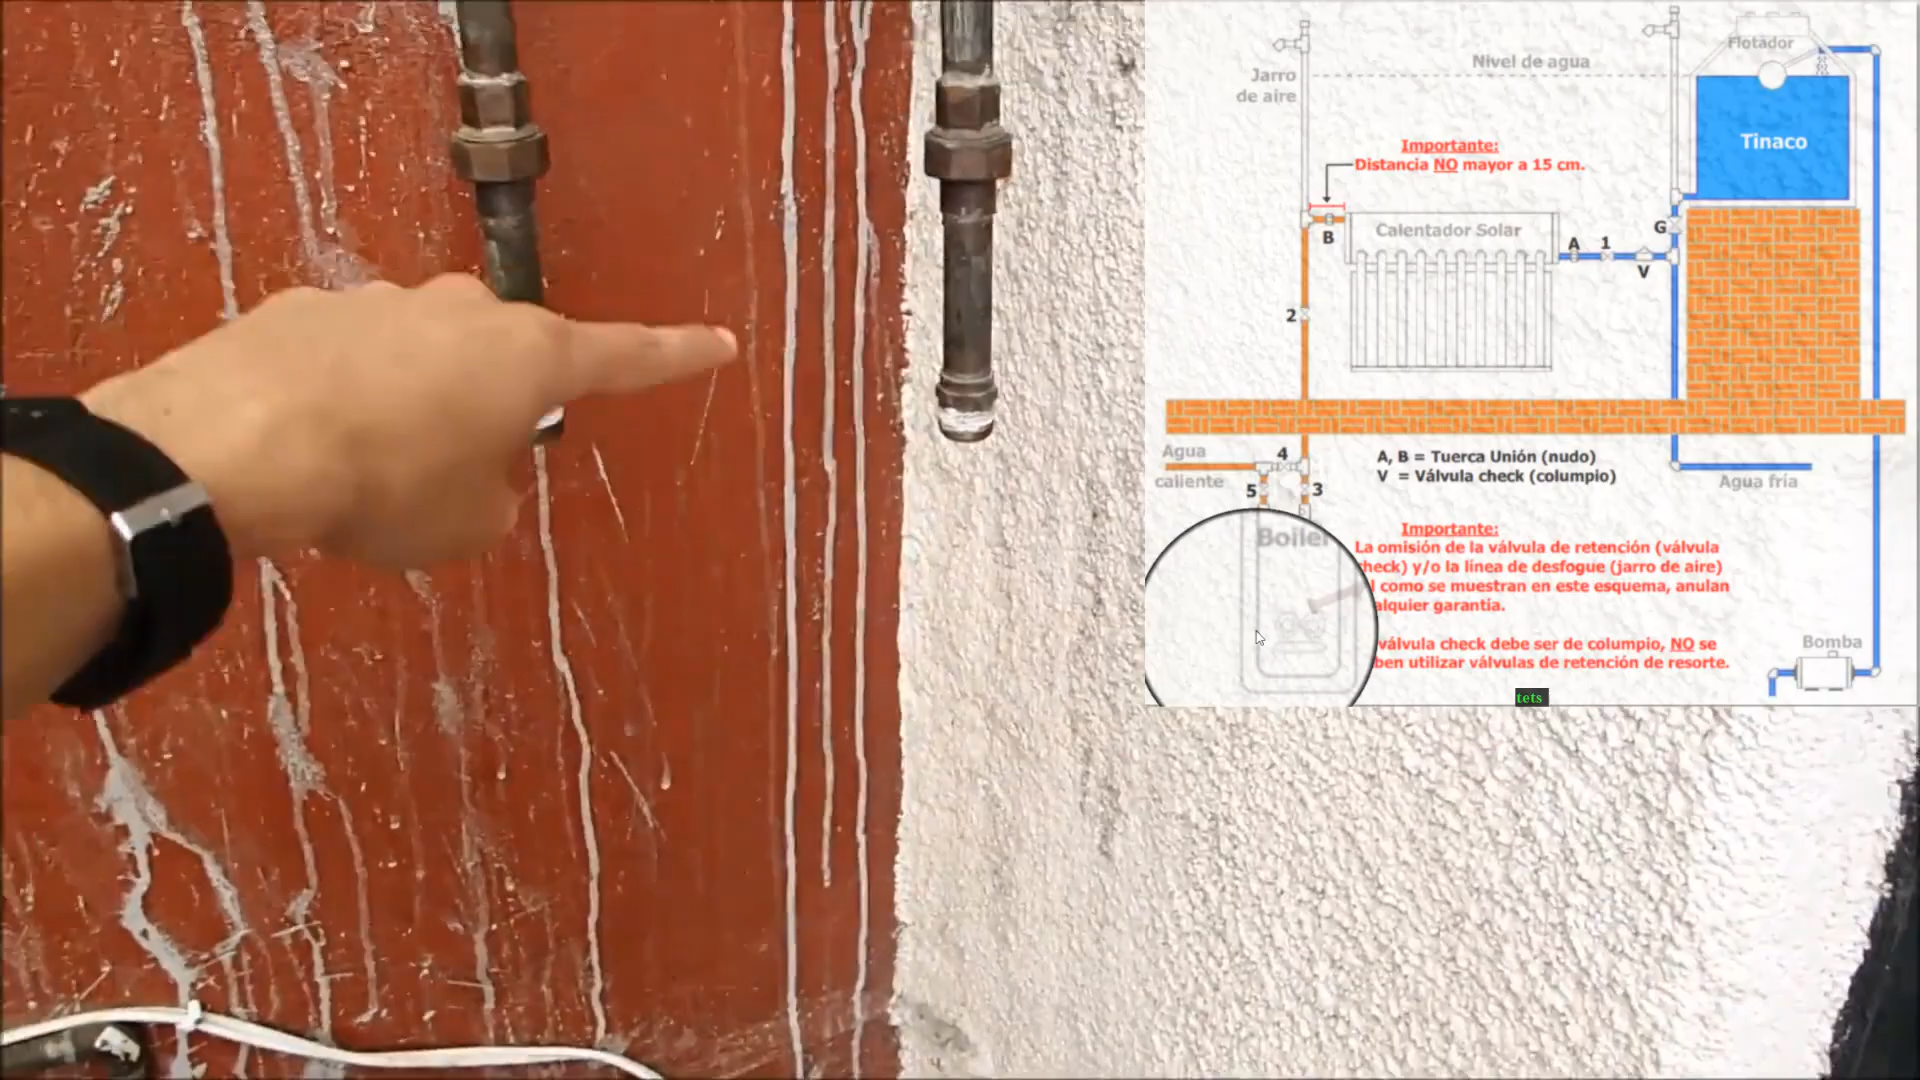 Flotador
Nivel de agua
Jarro
de aire
Tinaco
Importante:
Distancia NO mayor a 15 cm.
Calentador Solar
B
A
1
G
V
2
Agua
caliente
4
5
3
A, B = Tuerca Unión (nudo)
V = Válvula check (columpio)
Agua fría
Boiler
Importante:
La omisión de la válvula de retención (válvula
heck) y/o la línea de desfogue (jarro de aire)
l como se muestran en este esquema, anulan
alquier garantía.
válvula check debe ser de columpio, NO se
ben utilizar válvulas de retención de resorte.
Bomba
tets